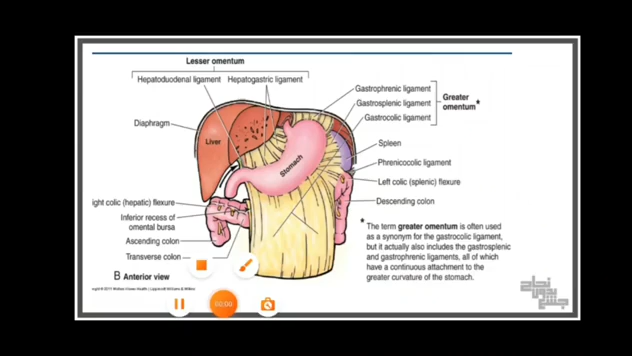 Lesser omentum
Hepatoduodenal ligament Hepatogastric ligament
Gastrophrenic ligament
Gastrosplenic ligament
Gastrocolic ligament
Greater
omentum*
Diaphragm
Liver
Stomach
Spleen
Phrenicocolic ligament
Left colic (splenic) flexure
Descending colon
ight colic (hepatic) flexure
Inferior recess of
omental bursa
Ascending colon
Transverse colon
B Anterior view
* The term greater omentum is often used
as a synonym for the gastrocolic ligament,
but it actually also includes the gastrosplenic
and gastrophrenic ligaments, all of which
have a continuous attachment to the
greater curvature of the stomach.
00:00
نجاح
بدون